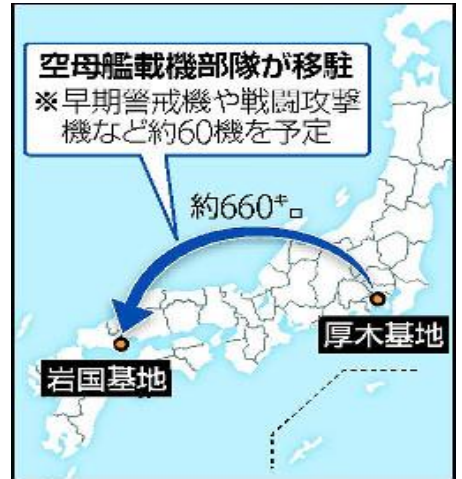 空母艦載機部隊が移駐
※早期警戒機や戦闘攻撃
機など約60機を予定
約660㌔
厚木基地
岩国基地